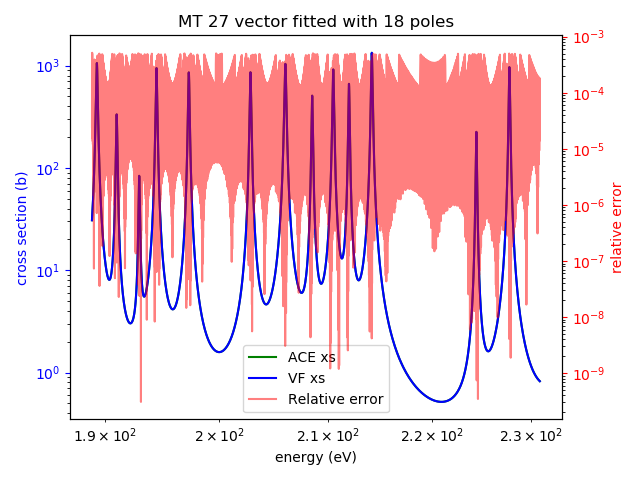 MT 27 vector fitted with 18 poles
10³
10²
10¹
10⁰
cross section (b)
10⁻³
10⁻⁴
10⁻⁵
10⁻⁶
10⁻⁷
10⁻⁸
10⁻⁹
relative error
ACE xs
VF xs
Relative error
1.9 × 10² 2 × 10² 2.1 × 10² 2.2 × 10² 2.3 × 10²
energy (eV)